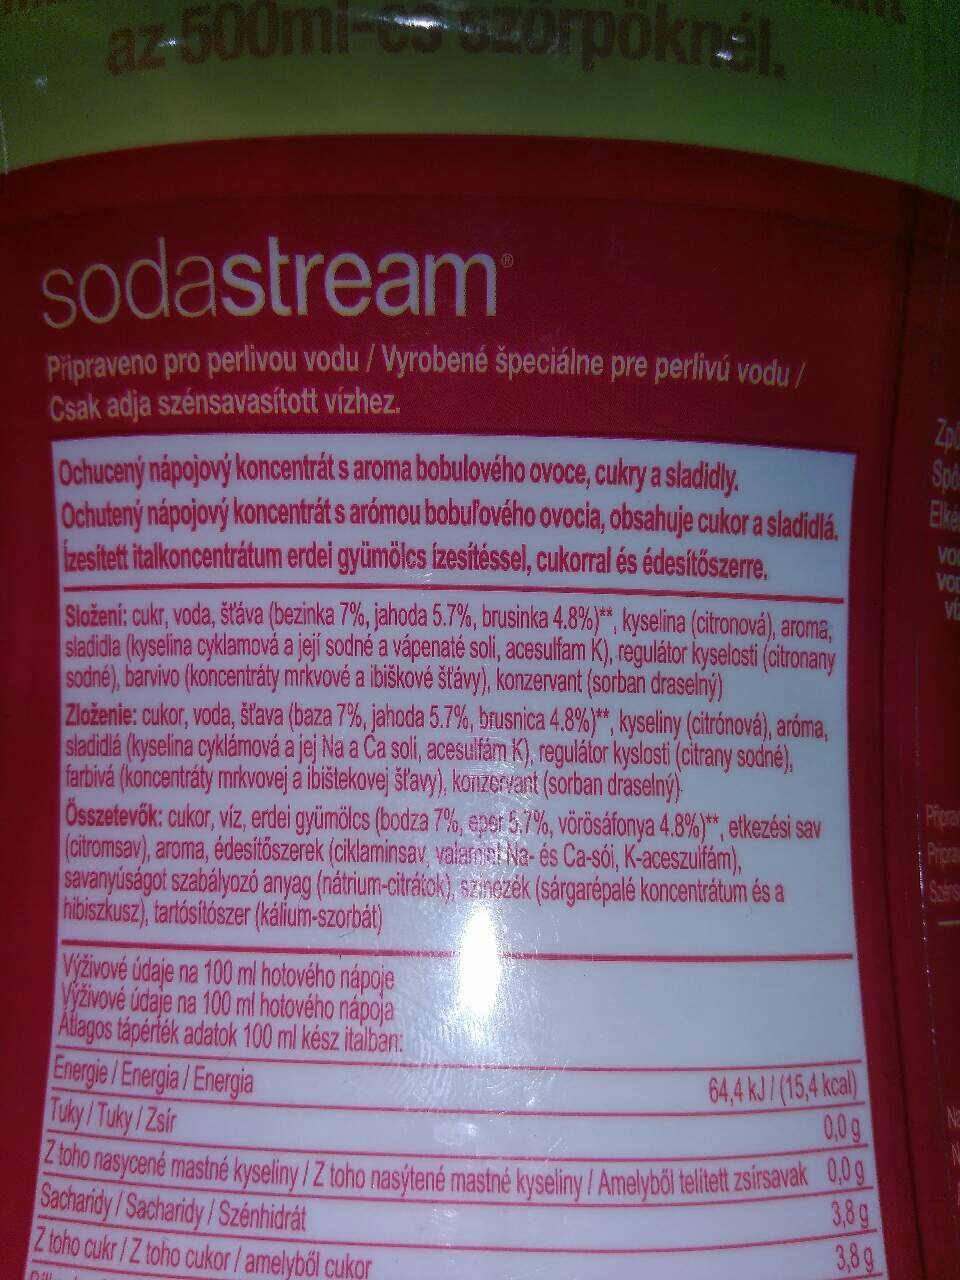 az 500ml-es szörpöknél.
sodastream®
Připraveno pro perlivou vodu / Vyrobené špeciálne pre perlivú vodu /
Csak adja szénsavasított vízhez.
Ochucený nápojový koncentrát s aroma bobulového ovoce, cukry a sladidly.
Ochutený nápojový koncentrát s arómou bobuľového ovocia, obsahuje cukor a sladidlá.
Ízesített italkoncentrátum erdei gyümölcs ízesítéssel, cukorral és édesítőszerre.
Složení: cukr, voda, šťáva (bezinka 7%, jahoda 5.7%, brusinka 4.8%)**, kyselina (citronová), aroma,
sladidla (kyselina cyklamová a její sodné a vápenaté soli, acesulfam K), regulátor kyselosti (citronany
sodné), barvivo (koncentráty mrkvové a ibiškové šťávy), konzervant (sorban draselný)
Zloženie: cukor, voda, šťava (baza 7%, jahoda 5.7%, brusnica 4.8%)**, kyseliny (citrónová), aróma,
sladidlá (kyselina cyklámová a jej Na a Ca soli, acesulfám K), regulátor kyslosti (citrany sodné),
farbivá (koncentráty mrkvovej a ibištekovej šťavy), konzervant (sorban draselný)
Összetevők: cukor, víz, erdei gyümölcs (bodza 7%, eper 5.7%, vörösáfonya 4.8%)**, étkezési sav
(citromsav), aroma, édesítőszerek (ciklaminsav, valamint Na- és Ca-sói, K-aceszulfám),
savanyúságot szabályozó anyag (nátrium-citrátok), színezék (sárgarépalé koncentrátum és a
hibiszkusz), tartósítószer (kálium-szorbát)
Výživové údaje na 100 ml hotového nápoje
Výživové údaje na 100 ml hotového nápoja
Átlagos tápérték adatok 100 ml kész italban:
Energie / Energia / Energia 64,4 kJ / (15,4 kcal)
Tuky / Tuky / Zsír 0,0 g
Z toho nasycené mastné kyseliny / Z toho nasýtené mastné kyseliny / Amelyből telített zsírsavak 0,0 g
Sacharidy / Sacharidy / Szénhidrát 3,8 g
Z toho cukr / Z toho cukor / amelyből cukor 3,8 g